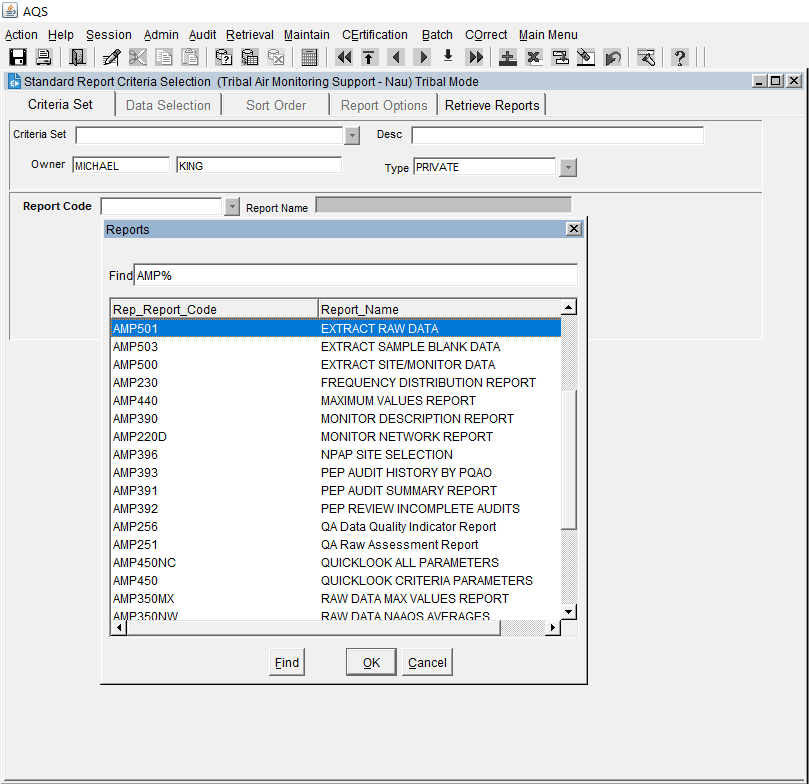 AQS
Action Help Session Admin Audit Retrieval Maintain CErtification Batch COrrect Main Menu
Standard Report Criteria Selection (Tribal Air Monitoring Support - Nau) Tribal Mode
Criteria Set Data Selection Sort Order Report Options Retrieve Reports
Criteria Set Desc
Owner MICHAEL KING Type PRIVATE
Report Code Report Name
Reports
Find AMP%
Rep_Report_Code Report_Name
AMP501 EXTRACT RAW DATA
AMP503 EXTRACT SAMPLE BLANK DATA
AMP500 EXTRACT SITE/MONITOR DATA
AMP230 FREQUENCY DISTRIBUTION REPORT
AMP440 MAXIMUM VALUES REPORT
AMP390 MONITOR DESCRIPTION REPORT
AMP220D MONITOR NETWORK REPORT
AMP396 NPAP SITE SELECTION
AMP393 PEP AUDIT HISTORY BY PQAO
AMP391 PEP AUDIT SUMMARY REPORT
AMP392 PEP REVIEW INCOMPLETE AUDITS
AMP256 QA Data Quality Indicator Report
AMP251 QA Raw Assessment Report
AMP450NC QUICKLOOK ALL PARAMETERS
AMP450 QUICKLOOK CRITERIA PARAMETERS
AMP350MX RAW DATA MAX VALUES REPORT
AMP350NW RAW DATA NAAQS AVERAGES
Find OK Cancel